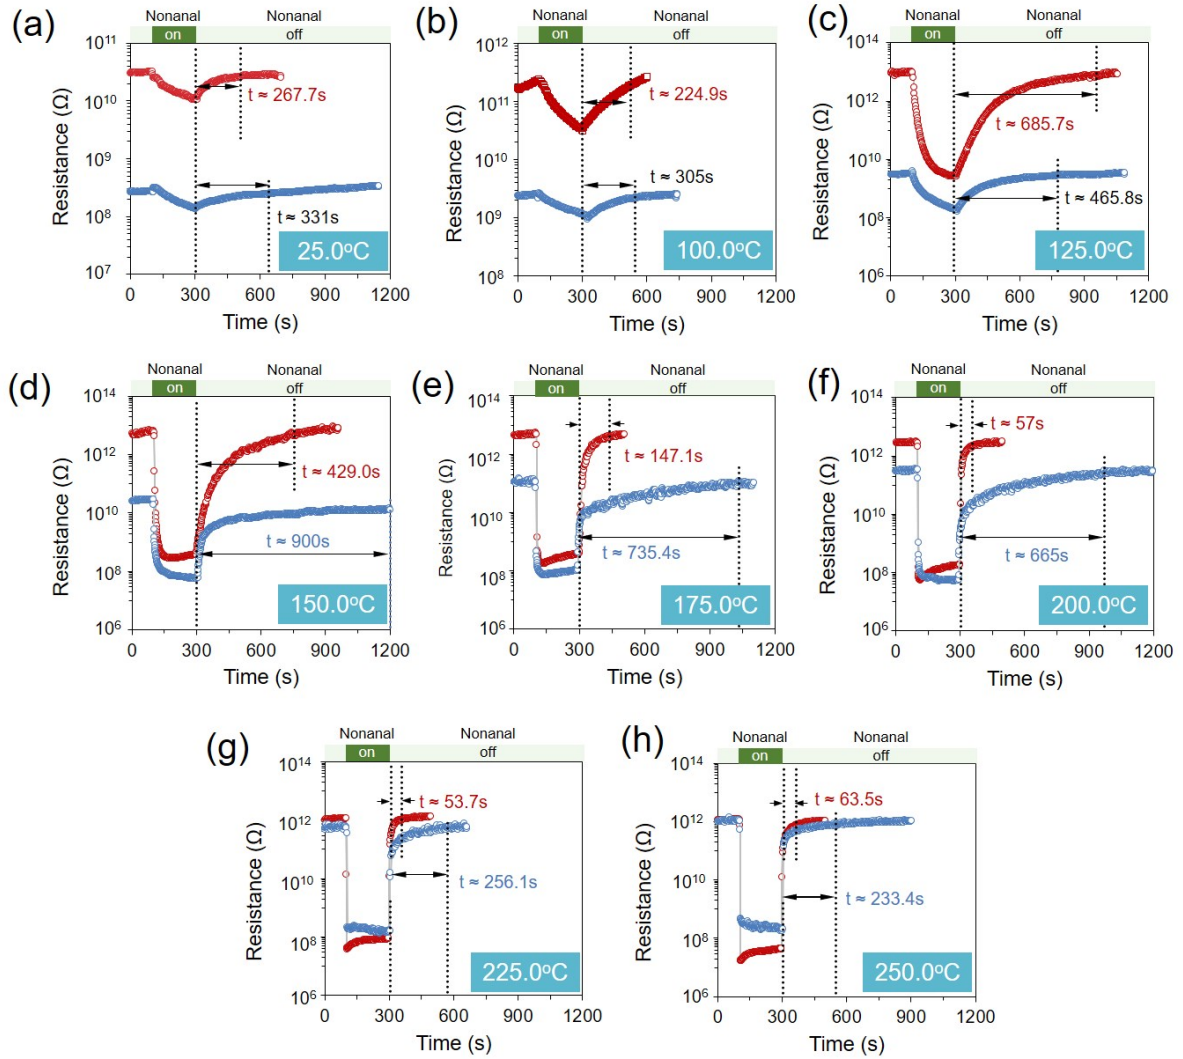 (a)
Nonanal Nonanal
on off
10¹¹
10¹⁰
10⁹
10⁸
10⁷
Resistance (Ω)
t ≈ 267.7s
t ≈ 331s
25.0°C
0 300 600 900 1200
Time (s)
(b)
Nonanal Nonanal
on off
10¹²
10¹¹
10¹⁰
10⁹
10⁸
Resistance (Ω)
t ≈ 224.9s
t ≈ 305s
100.0°C
0 300 600 900 1200
Time (s)
(c)
Nonanal Nonanal
on off
10¹⁴
10¹²
10¹⁰
10⁸
10⁶
Resistance (Ω)
t ≈ 685.7s
t ≈ 465.8s
125.0°C
0 300 600 900 1200
Time (s)
(d)
Nonanal Nonanal
on off
10¹⁴
10¹²
10¹⁰
10⁸
10⁶
Resistance (Ω)
t ≈ 429.0s
t ≈ 900s
150.0°C
0 300 600 900 1200
Time (s)
(e)
Nonanal Nonanal
on off
10¹⁴
10¹²
10¹⁰
10⁸
10⁶
Resistance (Ω)
t ≈ 147.1s
t ≈ 735.4s
175.0°C
0 300 600 900 1200
Time (s)
(f)
Nonanal Nonanal
on off
10¹⁴
10¹²
10¹⁰
10⁸
10⁶
Resistance (Ω)
t ≈ 57s
t ≈ 665s
200.0°C
0 300 600 900 1200
Time (s)
(g)
Nonanal Nonanal
on off
10¹⁴
10¹²
10¹⁰
10⁸
10⁶
Resistance (Ω)
t ≈ 53.7s
t ≈ 256.1s
225.0°C
0 300 600 900 1200
Time (s)
(h)
Nonanal Nonanal
on off
10¹⁴
10¹²
10¹⁰
10⁸
10⁶
Resistance (Ω)
t ≈ 63.5s
t ≈ 233.4s
250.0°C
0 300 600 900 1200
Time (s)